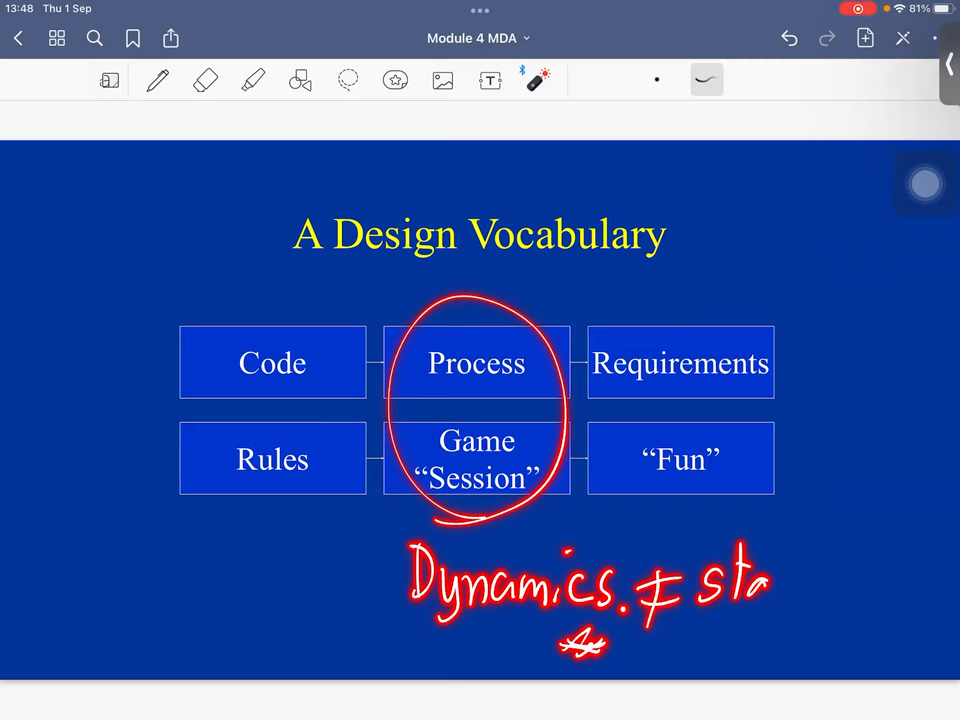 13:48 Thu 1 Sep 81%
Module 4 MDA
A Design Vocabulary
Code Process Requirements
Rules Game “Session” “Fun”
Dynamics. ≠ sta